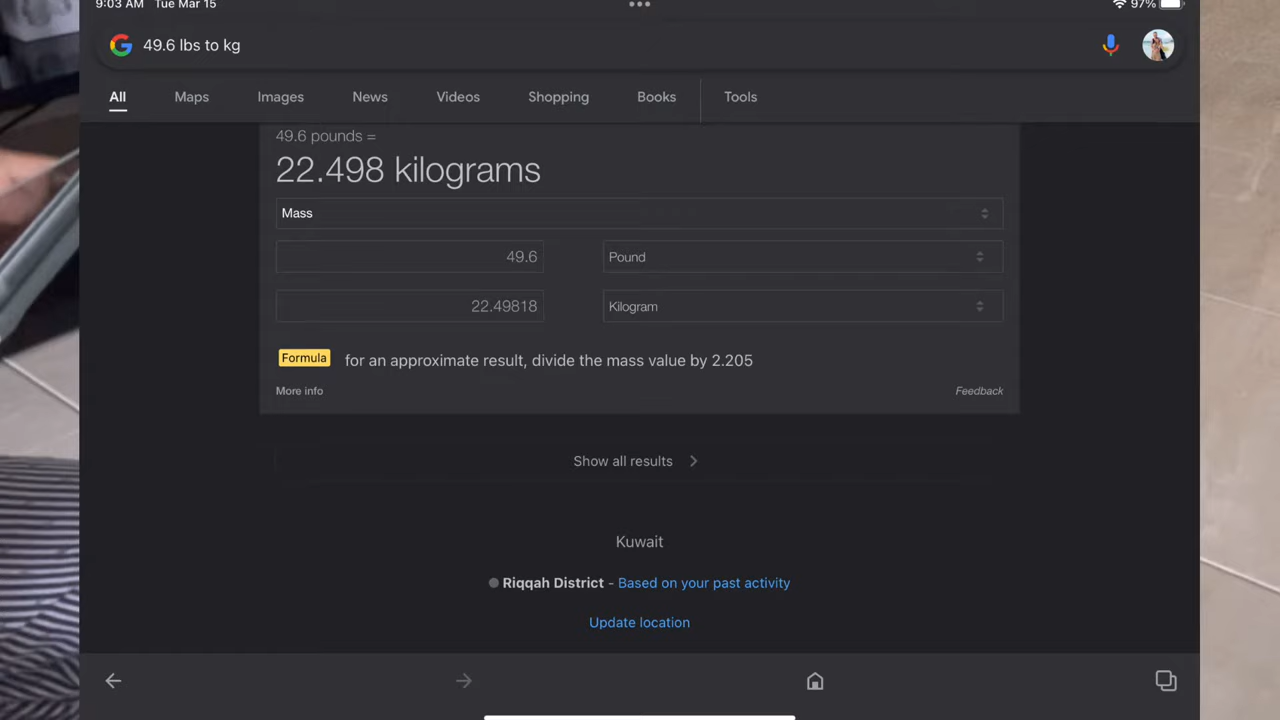 9:03 AM Tue Mar 15 97%
49.6 lbs to kg
All Maps Images News Videos Shopping Books Tools
49.6 pounds =
22.498 kilograms
Mass
49.6 Pound
22.49818 Kilogram
Formula for an approximate result, divide the mass value by 2.205
More info Feedback
Show all results
Kuwait
Riqqah District - Based on your past activity
Update location